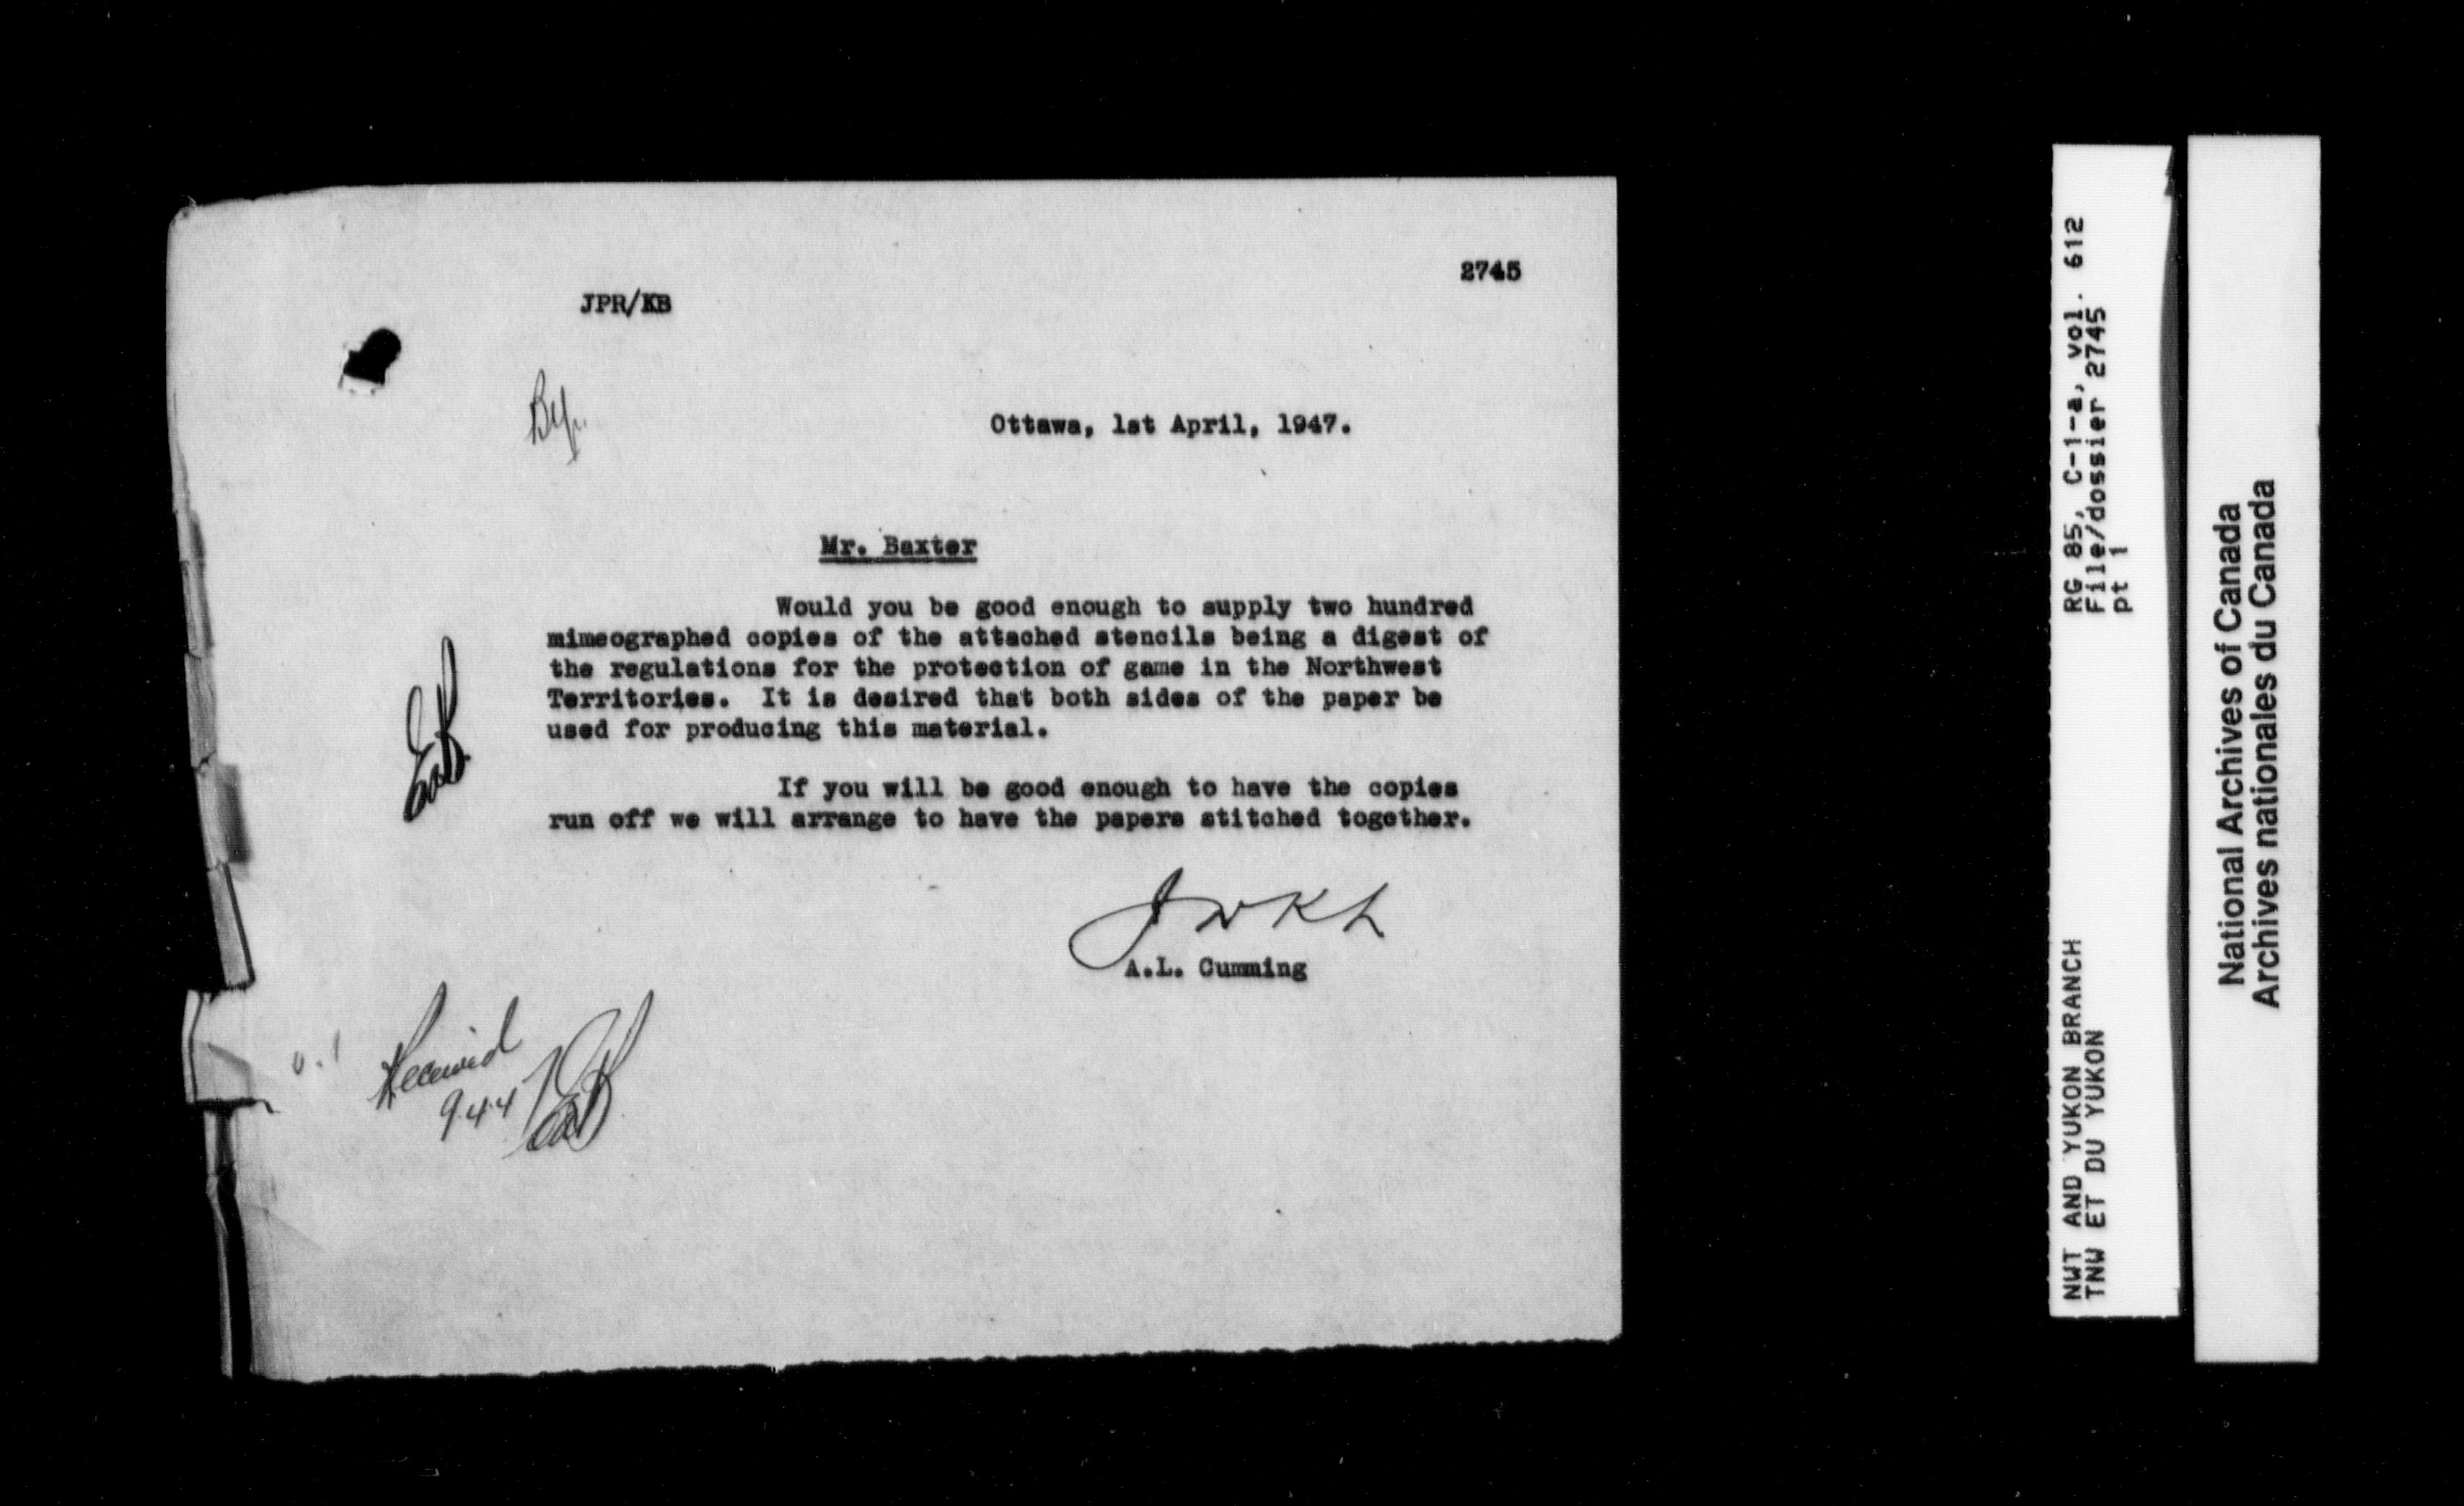 2745
JPR/KB
Ottawa, 1st April, 1947.
Mr. Baxter
Would you be good enough to supply two hundred
mimeographed copies of the attached stencils being a digest of
the regulations for the protection of game in the Northwest
Territories. It is desired that both sides of the paper be
used for producing this material.
If you will be good enough to have the copies
run off we will arrange to have the papers stitched together.
A.L. Cumming
Received
RG 85, C-1-a, vol. 612
File/dossier 2745
pt 1
NWT AND YUKON BRANCH
TNW ET DU YUKON
National Archives of Canada
Archives nationales du Canada